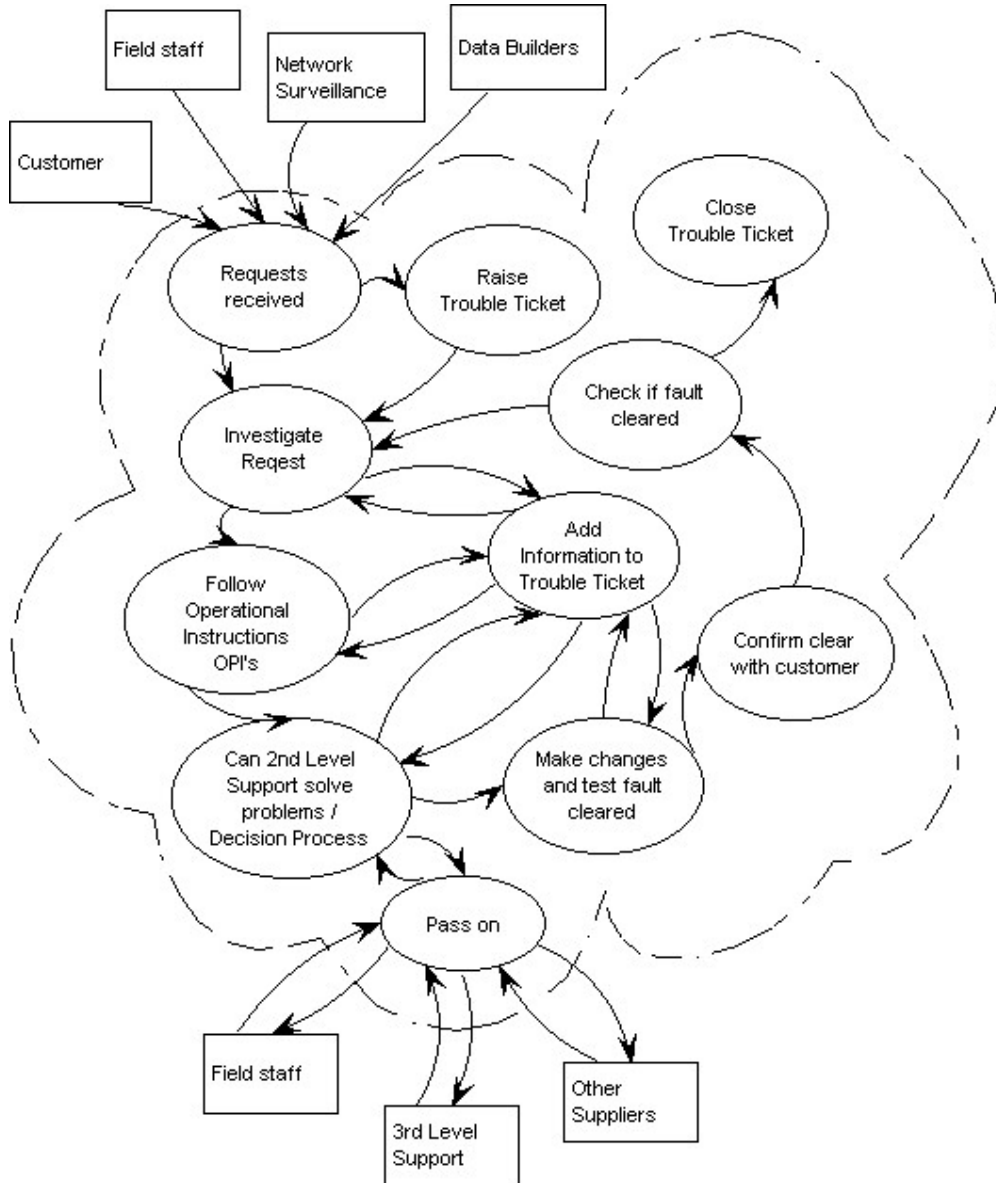 Field staff
Network
Surveillance
Data Builders
Customer
Close
Trouble Ticket
Requests
received
Raise
Trouble Ticket
Check if fault
cleared
Investigate
Reqest
Add
Information to
Trouble Ticket
Follow
Operational
Instructions
OPI's
Confirm clear
with customer
Can 2nd Level
Support solve
problems /
Decision Process
Make changes
and test fault
cleared
Pass on
Field staff
3rd Level
Support
Other
Suppliers